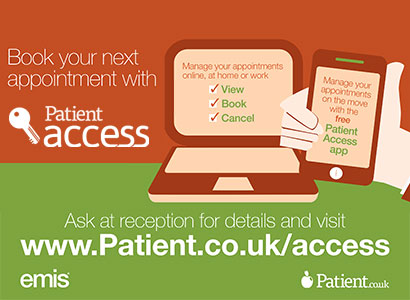 Book your next
appointment with
Patient
access
Manage your appointments
online, at home or work
View
Book
Cancel
Manage your
appointments
on the move
with the
free
Patient
Access
app
Ask at reception for details and visit
www.Patient.co.uk/access
emis
Patient.co.uk